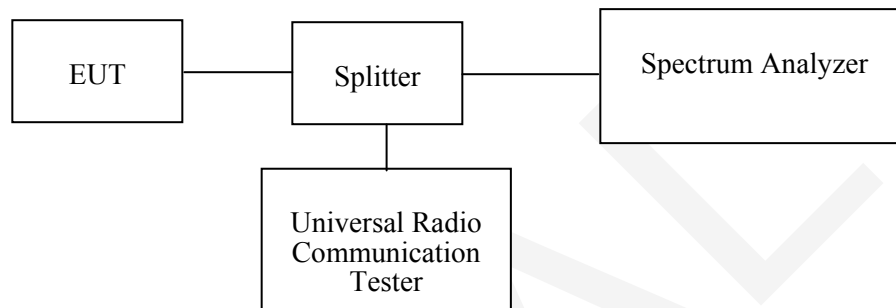 EUT
Splitter
Spectrum Analyzer
Universal Radio
Communication
Tester